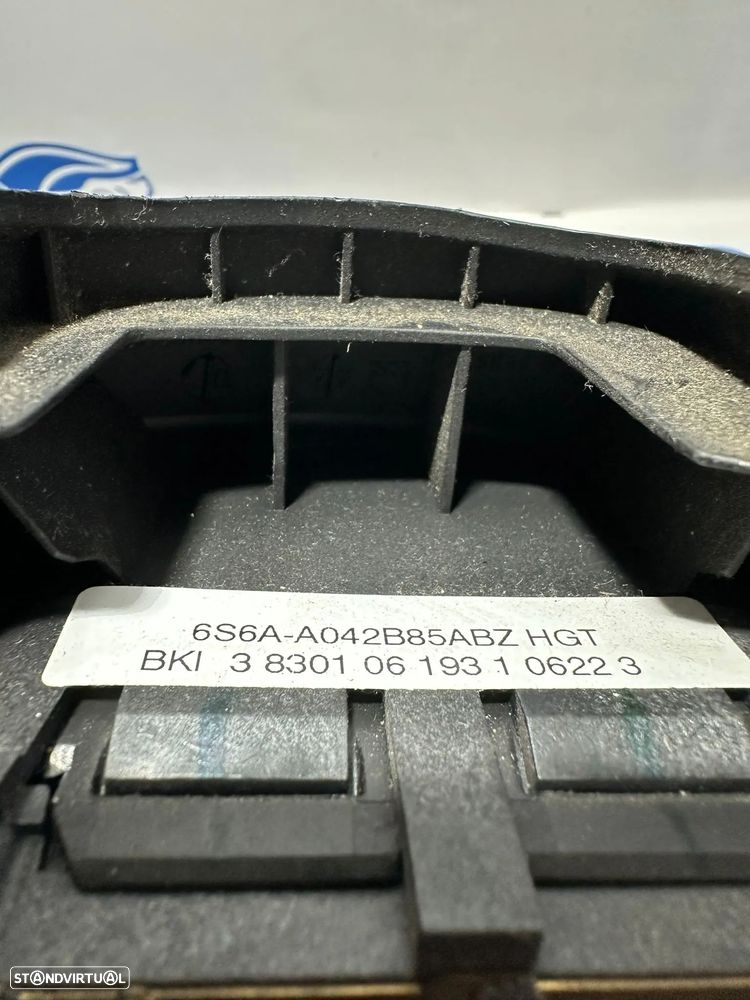 6S6A-A042B85ABZ HGT
BKI 3 8301 06 193 1 0622 3
STANDVIRTUAL